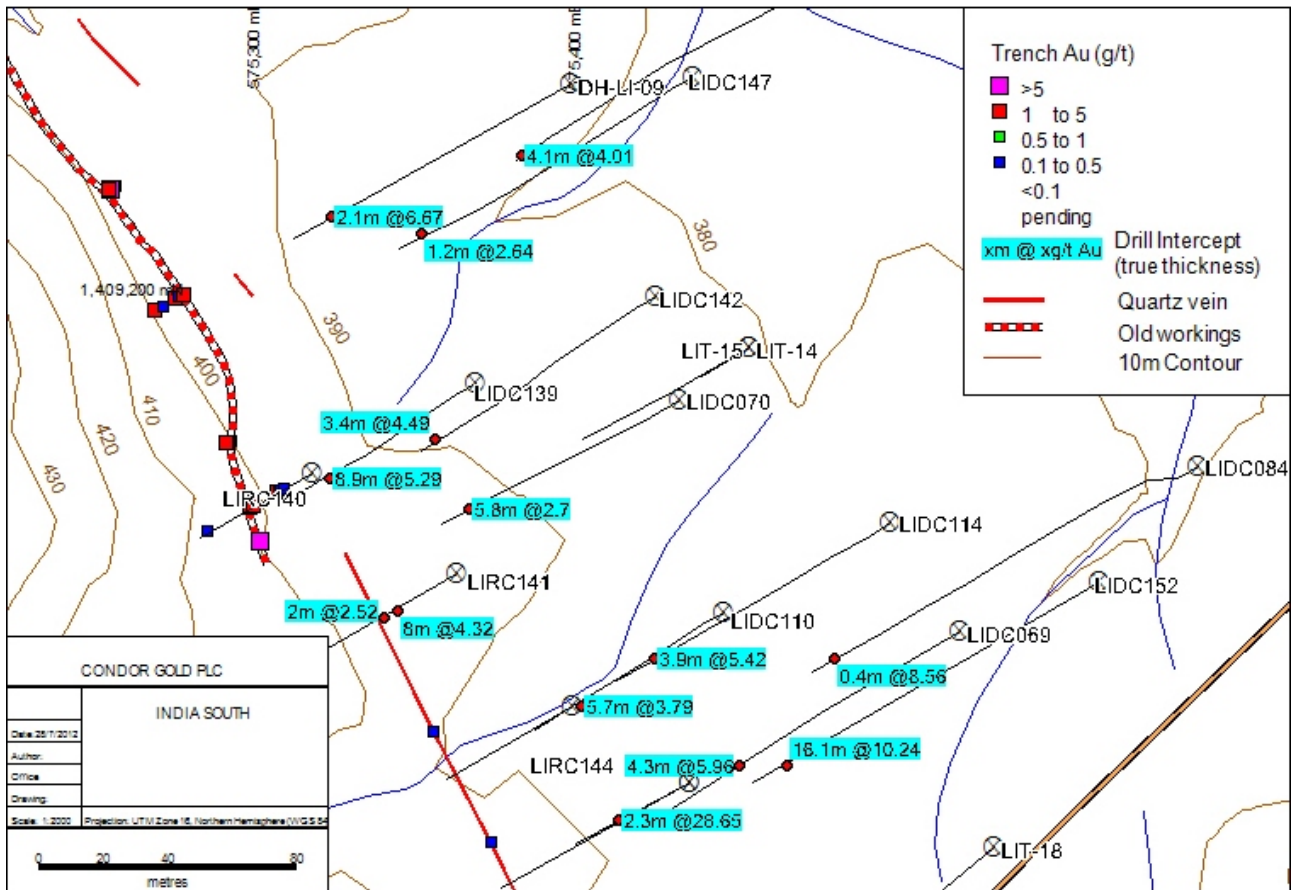 575,300 mE
5,400 mE
DH-LI-09
LIDC147
4.1m @4.01
2.1m @6.67
1.2m @2.64
380
1,409,200 mN
LIDC142
390
400
410
420
430
LIT-15
LIT-14
LIDC139
LIDC070
3.4m @4.49
8.9m @5.29
LIRC140
5.8m @2.7
LIDC084
LIDC114
LIRC141
LIDC152
2m @2.52
8m @4.32
LIDC110
LIDC069
3.9m @5.42
0.4m @8.56
5.7m @3.79
16.1m @10.24
LIRC144
4.3m @5.96
2.3m @28.65
LIT-18
Trench Au (g/t)
>5
1 to 5
0.5 to 1
0.1 to 0.5
<0.1
pending
xm @ xg/t Au
Drill Intercept
(true thickness)
Quartz vein
Old workings
10m Contour
CONDOR GOLD PLC
INDIA SOUTH
Author:
Office
Drawing:
Scale: 1:2000
Projection: UTM Zone 16, Northern Hemisphere (WGS 84
0 20 40 80
metres